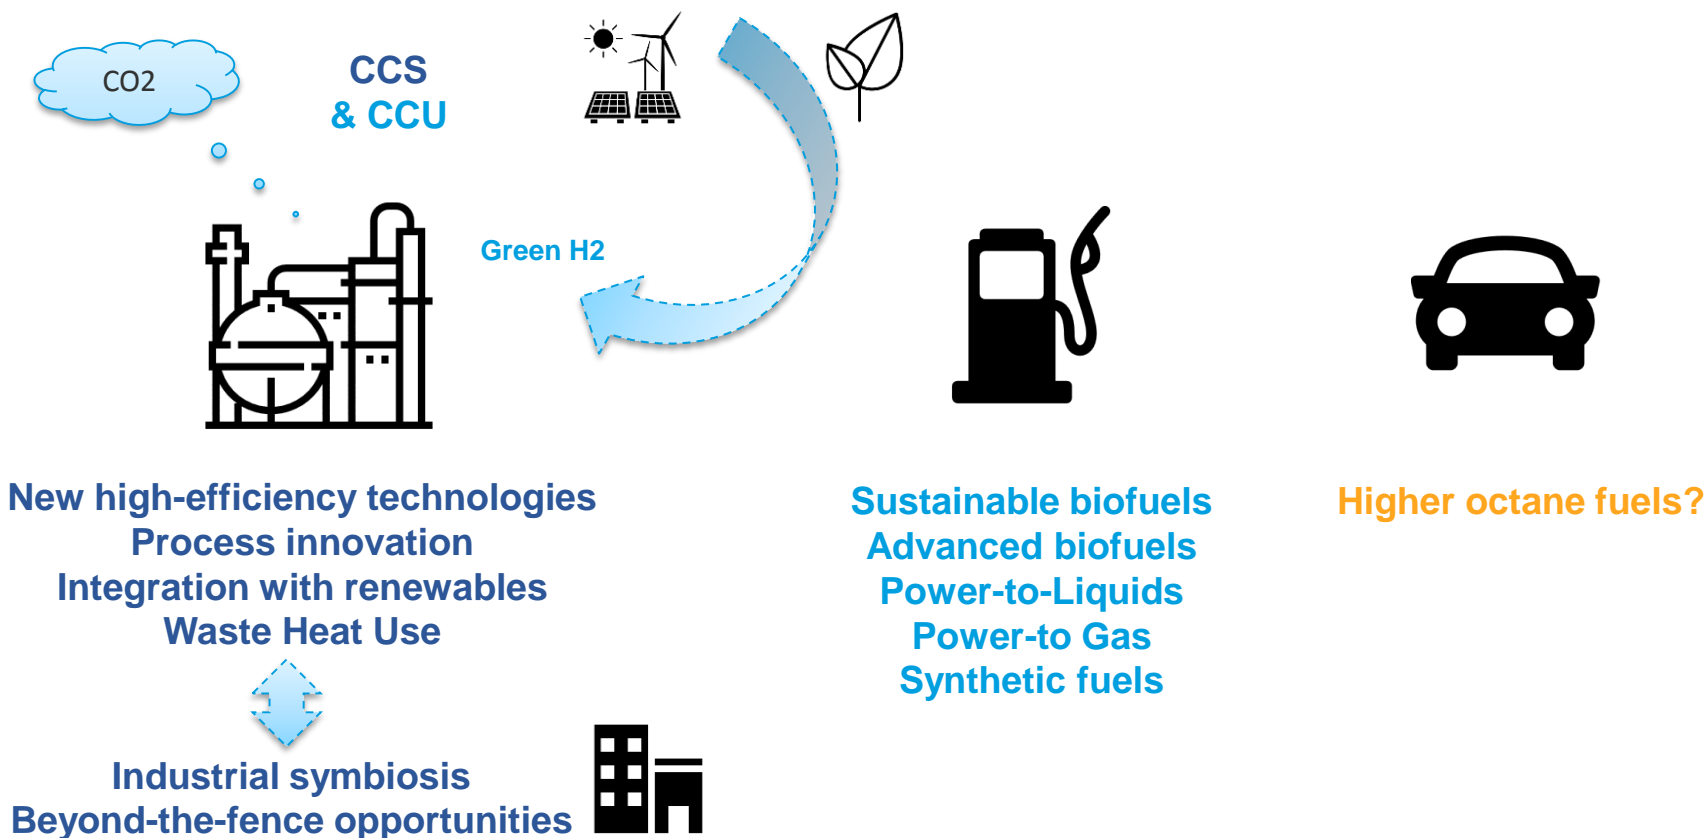 CO2
CCS
& CCU
Green H2
New high-efficiency technologies
Process innovation
Integration with renewables
Waste Heat Use
Industrial symbiosis
Beyond-the-fence opportunities
Sustainable biofuels
Advanced biofuels
Power-to-Liquids
Power-to Gas
Synthetic fuels
Higher octane fuels?